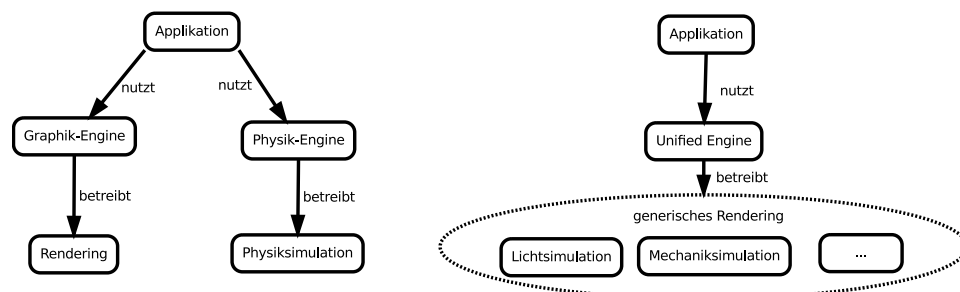 Applikation
nutzt
nutzt
Graphik-Engine
Physik-Engine
betreibt
betreibt
Rendering
Physiksimulation
Applikation
nutzt
Unified Engine
betreibt
generisches Rendering
Lichtsimulation
Mechaniksimulation
...